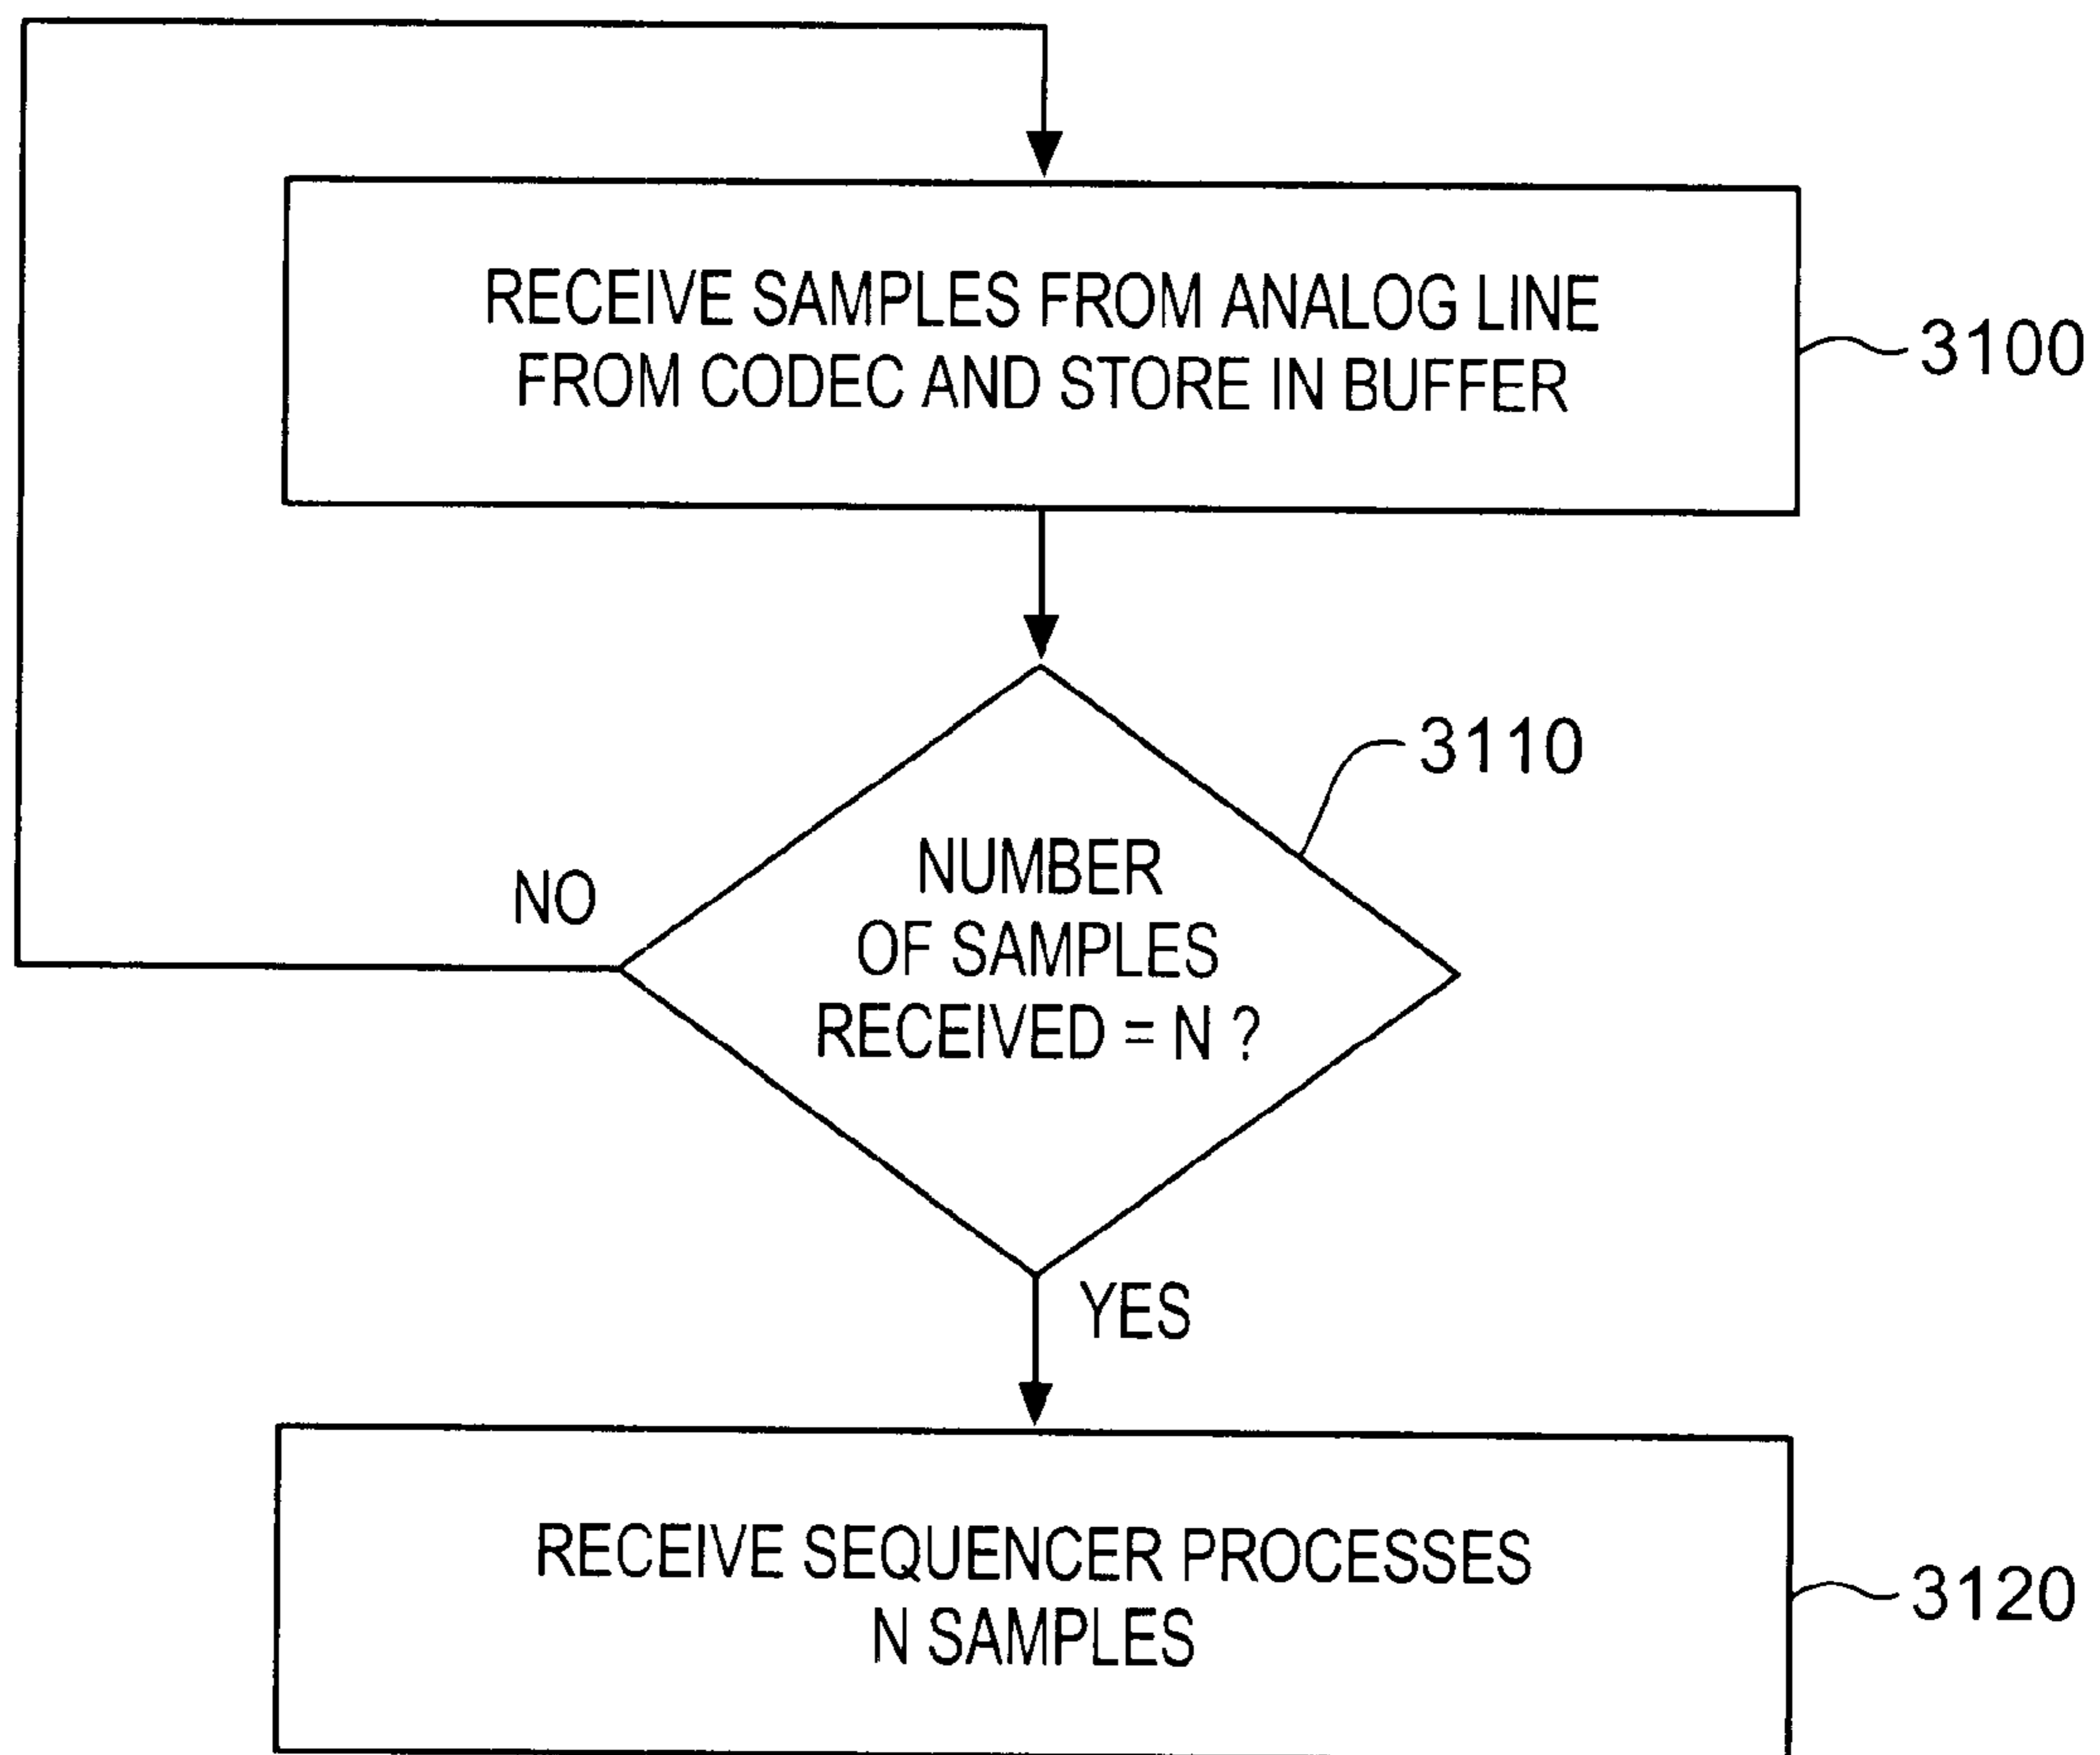 RECEIVE SAMPLES FROM ANALOG LINE
FROM CODEC AND STORE IN BUFFER
3100
3110
NUMBER
OF SAMPLES
RECEIVED = N ?
NO
YES
RECEIVE SEQUENCER PROCESSES
N SAMPLES
3120